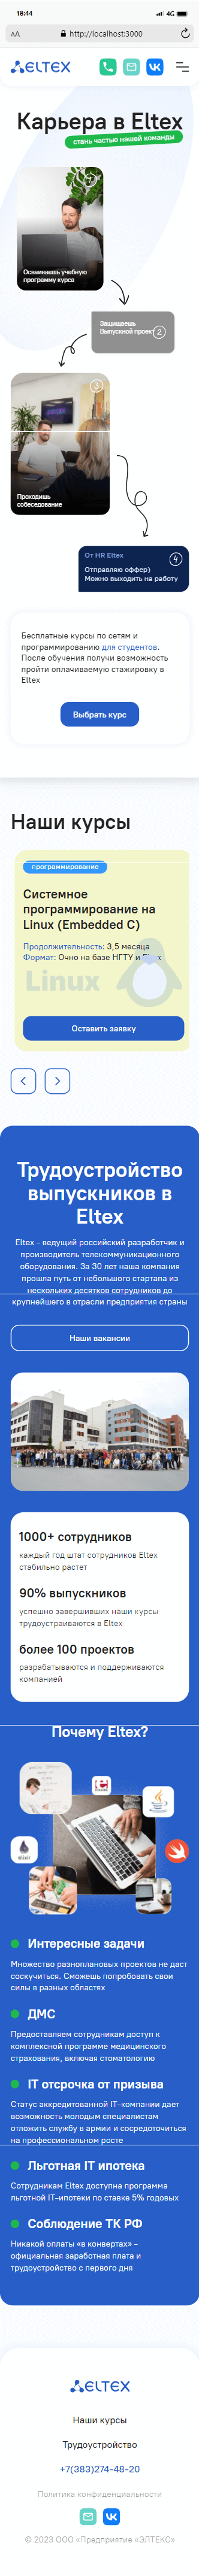 18:44
4G
AA
http://localhost:3000
ELTEX
Карьера в Eltex
стань частью нашей команды
1
Осваиваешь учебную
программу курса
Защищаешь
Выпускной проект
2
3
Проходишь
собеседование
От HR Eltex
4
Отправляю оффер)
Можно выходить на работу
Бесплатные курсы по сетям и
программированию для студентов.
После обучения получи возможность
пройти оплачиваемую стажировку в
Eltex
Выбрать курс
Наши курсы
программирование
Системное
программирование на
Linux (Embedded C)
Продолжительность: 3,5 месяца
Формат: Очно на базе НГТУ и
Linux
Оставить заявку
Трудоустройство
выпускников в
Eltex
Eltex - ведущий российский разработчик и
производитель телекоммуникационного
оборудования. За 30 лет наша компания
прошла путь от небольшого стартапа из
нескольких десятков сотрудников до
крупнейшего в отрасли предприятия страны
Наши вакансии
1000+ сотрудников
каждый год штат сотрудников Eltex
стабильно растет
90% выпускников
успешно завершивших наши курсы
трудоустраиваются в Eltex
более 100 проектов
разрабатываются и поддерживаются
компанией
Почему Eltex?
Java
Интересные задачи
Множество разноплановых проектов не даст
соскучиться. Сможешь попробовать свои
силы в разных областях
ДМС
Предоставляем сотрудникам доступ к
комплексной программе медицинского
страхования, включая стоматологию
IT отсрочка от призыва
Статус аккредитованной IT-компании дает
возможность молодым специалистам
отложить службу в армии и сосредоточиться
на профессиональном росте
Льготная IT ипотека
Сотрудникам Eltex доступна программа
льготной IT-ипотеки по ставке 5% годовых
Соблюдение ТК РФ
Никакой оплаты «в конвертах» -
официальная заработная плата и
трудоустройство с первого дня
ELTEX
Наши курсы
Трудоустройство
+7(383)274-48-20
Политика конфиденциальности
© 2023 ООО «Предприятие «ЭЛТЕКС»